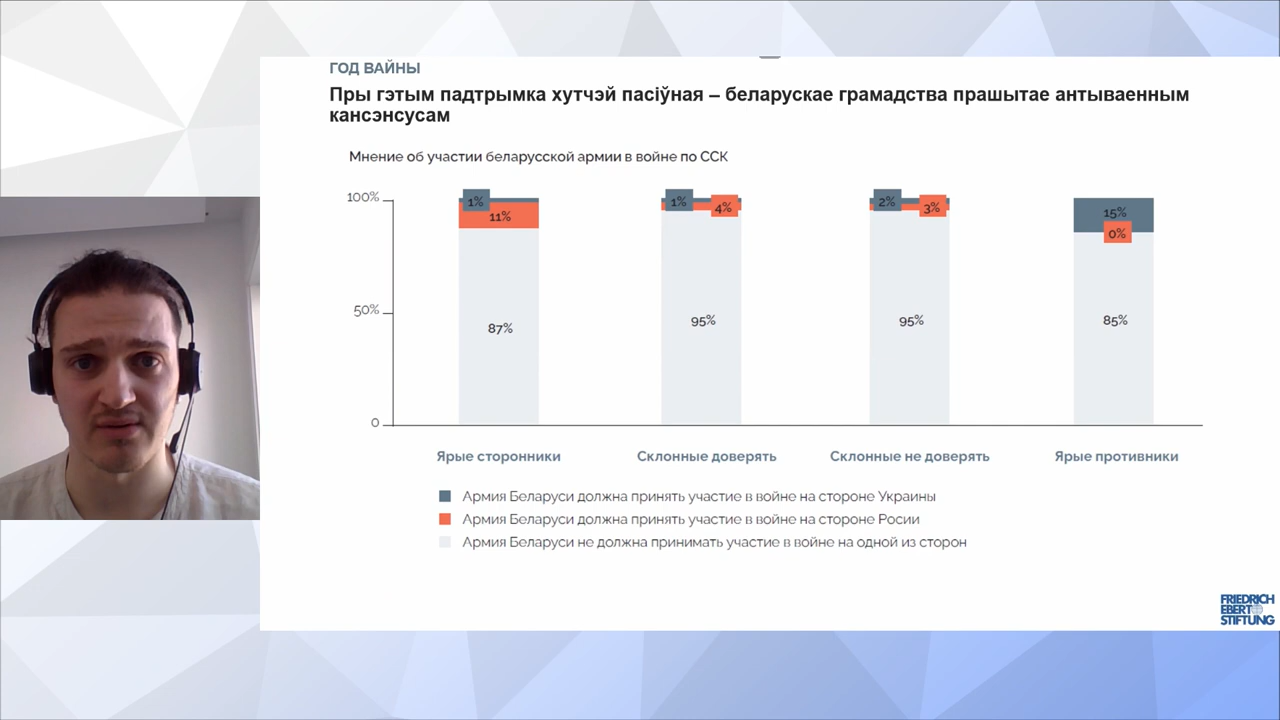 ГОД ВАЙНЫ
Пры гэтым падтрымка хутчэй пасіўная – беларускае грамадства прашытае антываенным
кансэнсусам
Мнение об участии беларусской армии в войне по ССК
100%
50%
0
1%
11%
87%
1%
4%
95%
2%
3%
95%
15%
0%
85%
Ярые сторонники
Склонные доверять
Склонные не доверять
Ярые противники
Армия Беларуси должна принять участие в войне на стороне Украины
Армия Беларуси должна принять участие в войне на стороне Росии
Армия Беларуси не должна принимать участие в войне на одной из сторон
FRIEDRICH
EBERT
STIFTUNG